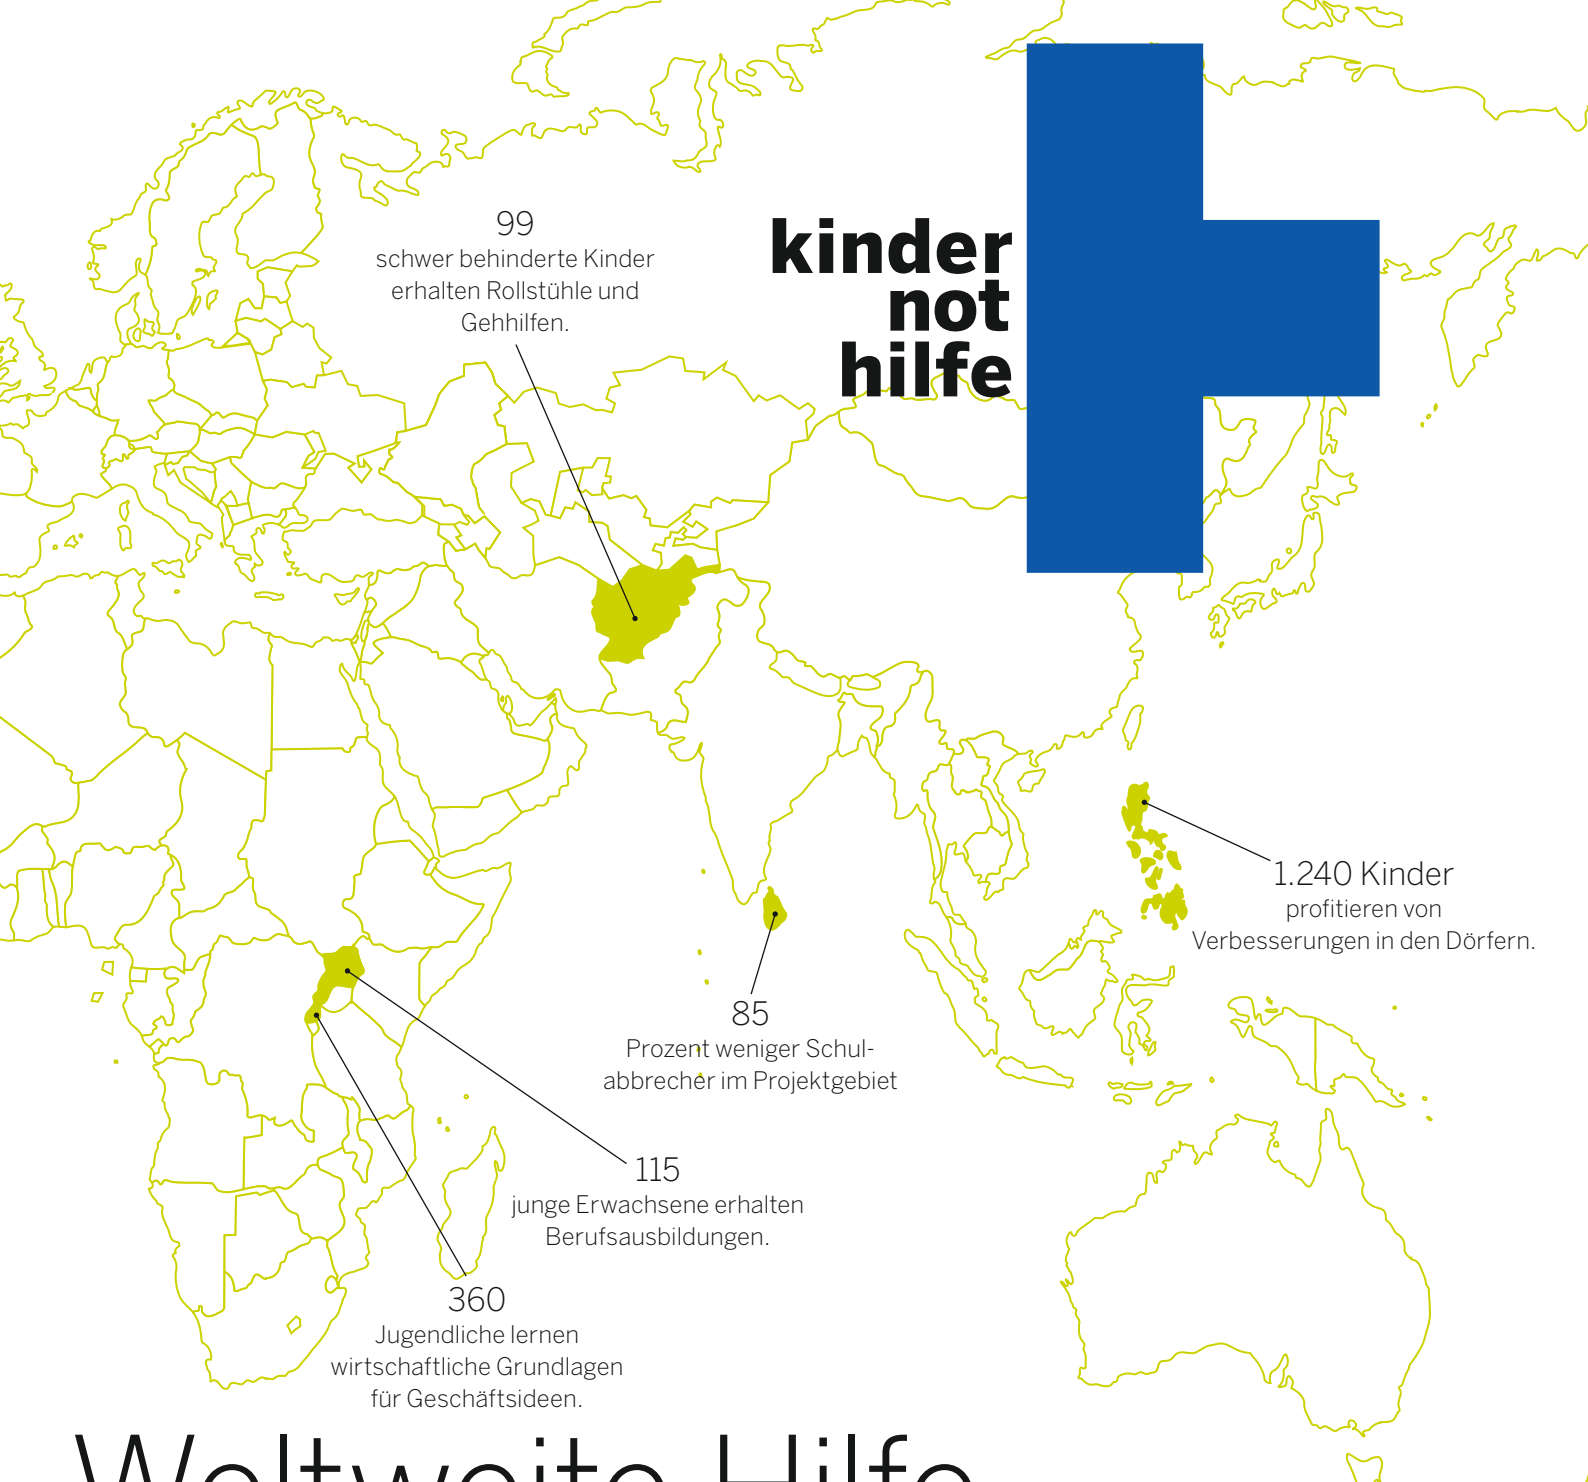 kinder
not
hilfe
99
schwer behinderte Kinder
erhalten Rollstühle und
Gehhilfen.
1.240 Kinder
profitieren von
Verbesserungen in den Dörfern.
85
Prozent weniger Schul-
abbrecher im Projektgebiet
115
junge Erwachsene erhalten
Berufsausbildungen.
360
Jugendliche lernen
wirtschaftliche Grundlagen
für Geschäftsideen.
Weltweite Hilfe